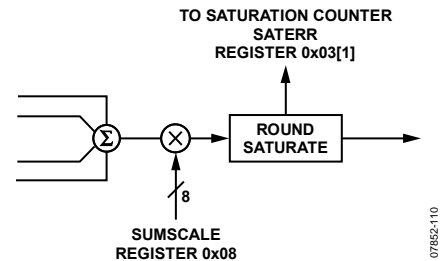 TO SATURATION COUNTER
SATERR
REGISTER 0x03[1]
Σ
×
ROUND
SATURATE
8
SUMSCALE
REGISTER 0x08
07852-110